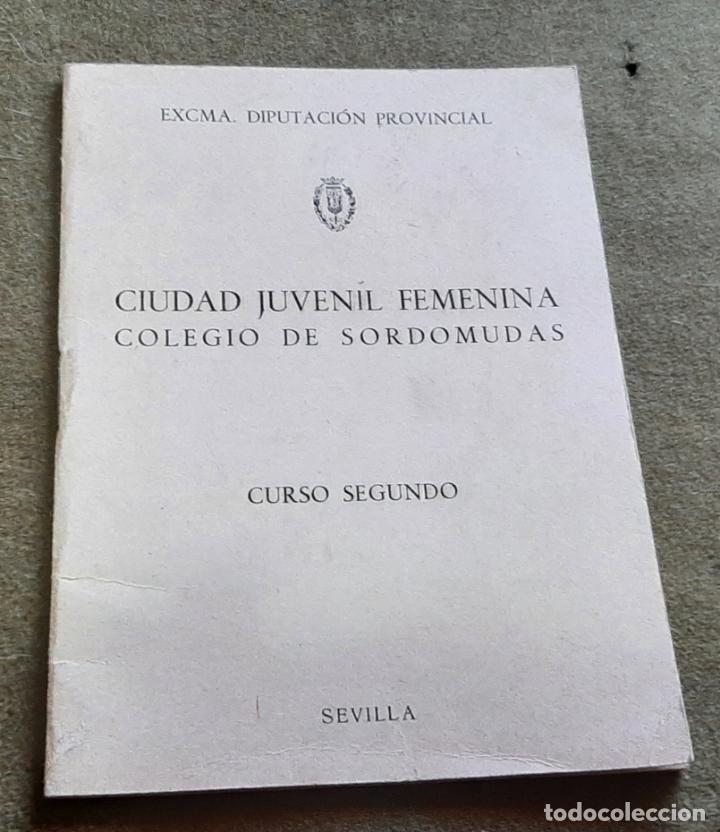 EXCMA. DIPUTACIÓN PROVINCIAL
CIUDAD JUVENIL FEMENINA
COLEGIO DE SORDOMUDAS
CURSO SEGUNDO
SEVILLA
todocoleccion